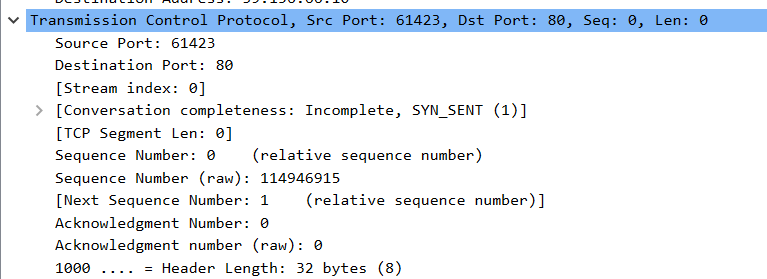 Transmission Control Protocol, Src Port: 61423, Dst Port: 80, Seq: 0, Len: 0
Source Port: 61423
Destination Port: 80
[Stream index: 0]
[Conversation completeness: Incomplete, SYN_SENT (1)]
[TCP Segment Len: 0]
Sequence Number: 0    (relative sequence number)
Sequence Number (raw): 114946915
[Next Sequence Number: 1    (relative sequence number)]
Acknowledgment Number: 0
Acknowledgment number (raw): 0
1000 .... = Header Length: 32 bytes (8)